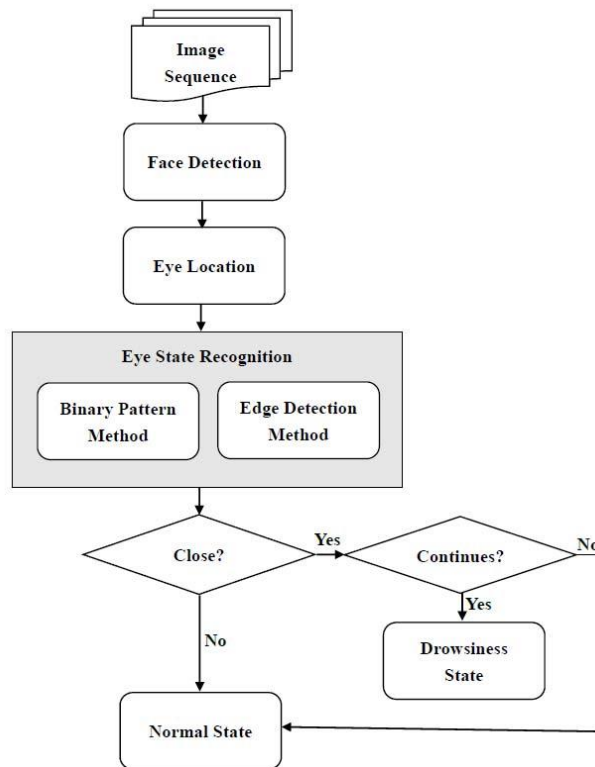 Image
Sequence
Face Detection
Eye Location
Eye State Recognition
Binary Pattern
Method
Edge Detection
Method
Close?
Yes
Continues?
No
No
Yes
Drowsiness
State
Normal State